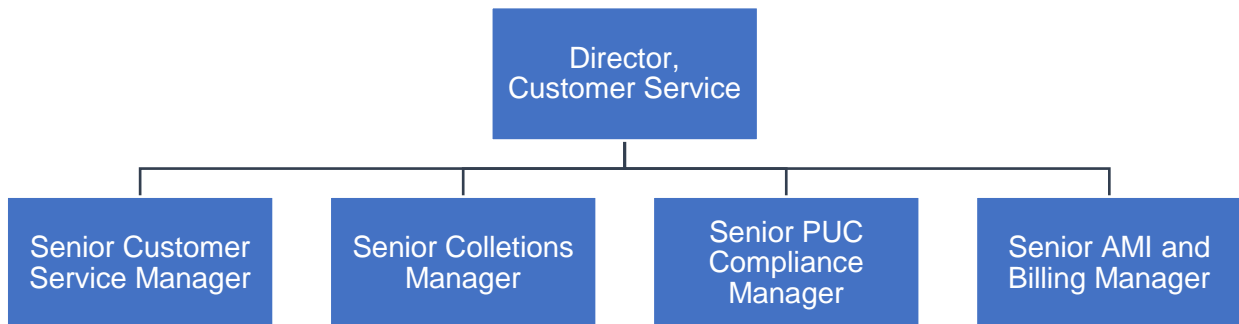 Director,
Customer Service
Senior Customer
Service Manager
Senior Colletions
Manager
Senior PUC
Compliance
Manager
Senior AMI and
Billing Manager